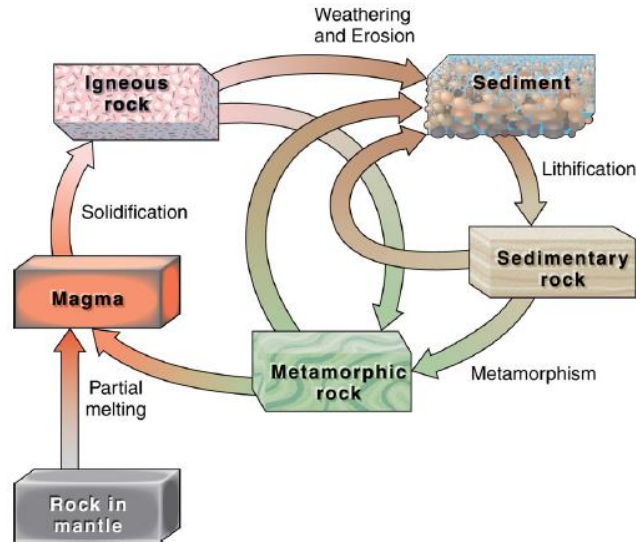 Weathering
and Erosion
Igneous
rock
Sediment
Lithification
Solidification
Sedimentary
rock
Magma
Metamorphic
rock
Metamorphism
Partial
melting
Rock in
mantle